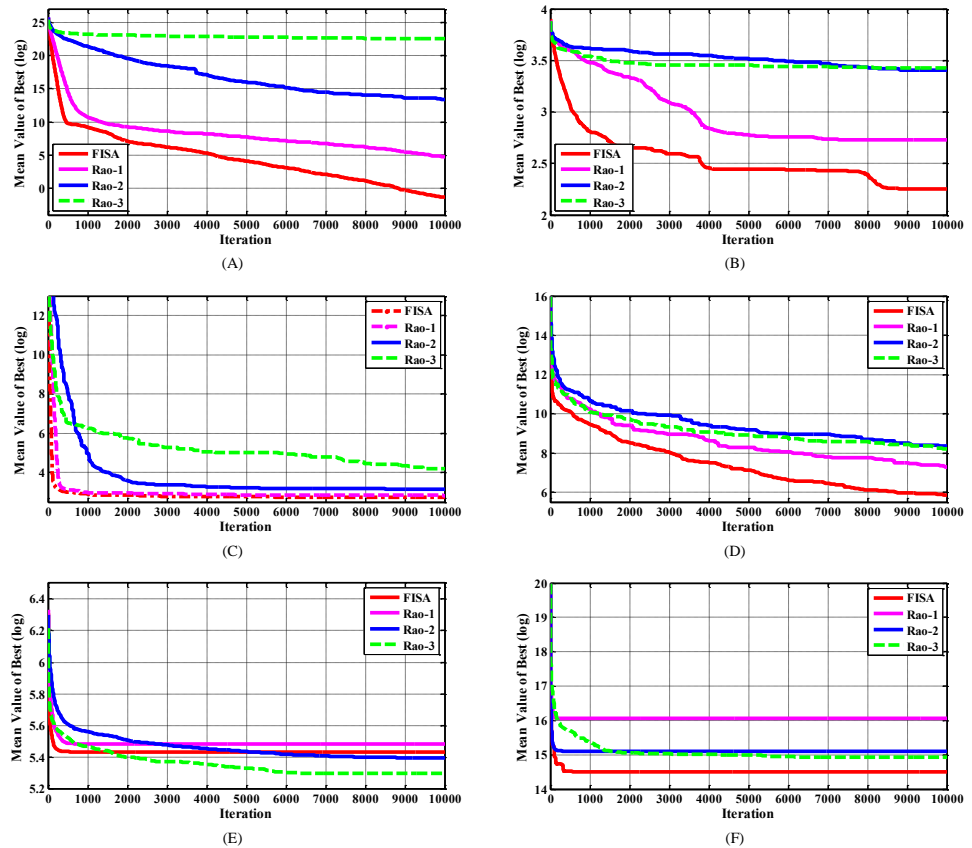 Mean Value of Best (log)
25
20
15
10
5
0
FISA
Rao-1
Rao-2
Rao-3
0 1000 2000 3000 4000 5000 6000 7000 8000 9000 10000
Iteration
(A)
Mean Value of Best (log)
4
3.5
3
2.5
2
FISA
Rao-1
Rao-2
Rao-3
0 1000 2000 3000 4000 5000 6000 7000 8000 9000 10000
Iteration
(B)
Mean Value of Best (log)
12
10
8
6
4
FISA
Rao-1
Rao-2
Rao-3
0 1000 2000 3000 4000 5000 6000 7000 8000 9000 10000
Iteration
(C)
Mean Value of Best (log)
16
14
12
10
8
6
FISA
Rao-1
Rao-2
Rao-3
0 1000 2000 3000 4000 5000 6000 7000 8000 9000 10000
Iteration
(D)
Mean Value of Best (log)
6.4
6.2
6
5.8
5.6
5.4
5.2
FISA
Rao-1
Rao-2
Rao-3
0 1000 2000 3000 4000 5000 6000 7000 8000 9000 10000
Iteration
(E)
Mean Value of Best (log)
20
19
18
17
16
15
14
FISA
Rao-1
Rao-2
Rao-3
0 1000 2000 3000 4000 5000 6000 7000 8000 9000 10000
Iteration
(F)